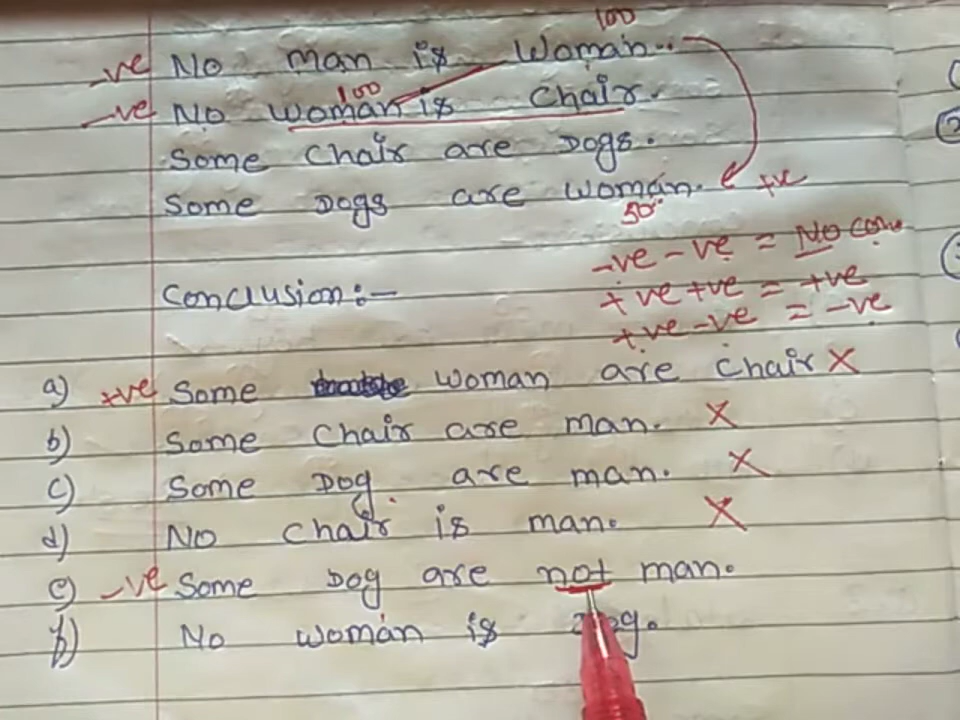 100
-ve No man is Woman.
-ve No woman is Chair.
100
Some Chair are Dogs.
Some Dogs are woman. +ve
50
-ve -ve = No
Conclusion:-
+ve +ve = +ve
+ve -ve = -ve
a) +ve Some woman are chair X
b) Some Chair are man. X
c) Some Dog are man. X
d) No Chair is man. X
e) -ve Some Dog are not man.
f) No woman is